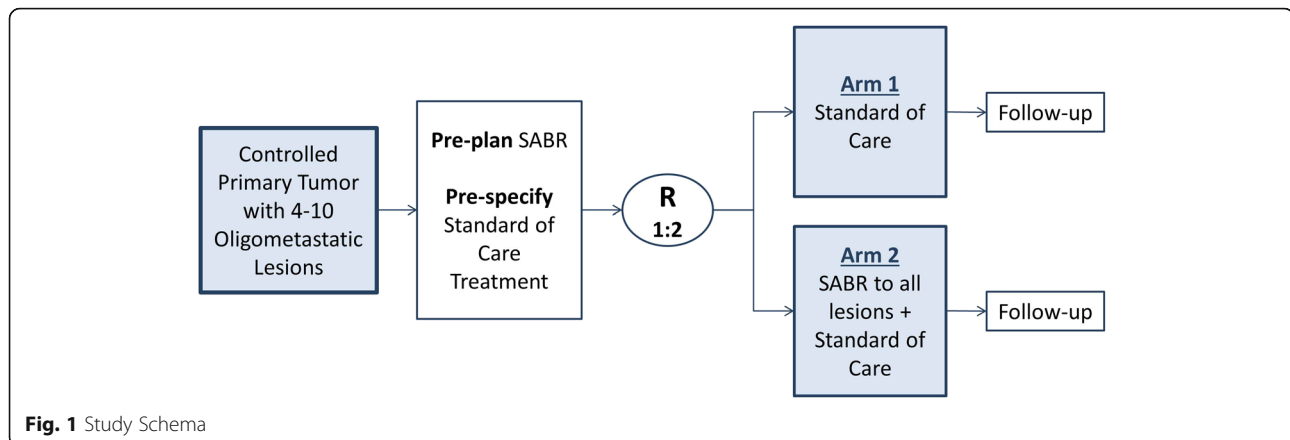 Controlled
Primary Tumor
with 4-10
Oligometastatic
Lesions
Pre-plan SABR
Pre-specify
Standard of
Care
Treatment
R
1:2
Arm 1
Standard of
Care
Follow-up
Arm 2
SABR to all
lesions +
Standard of
Care
Follow-up
Fig. 1 Study Schema